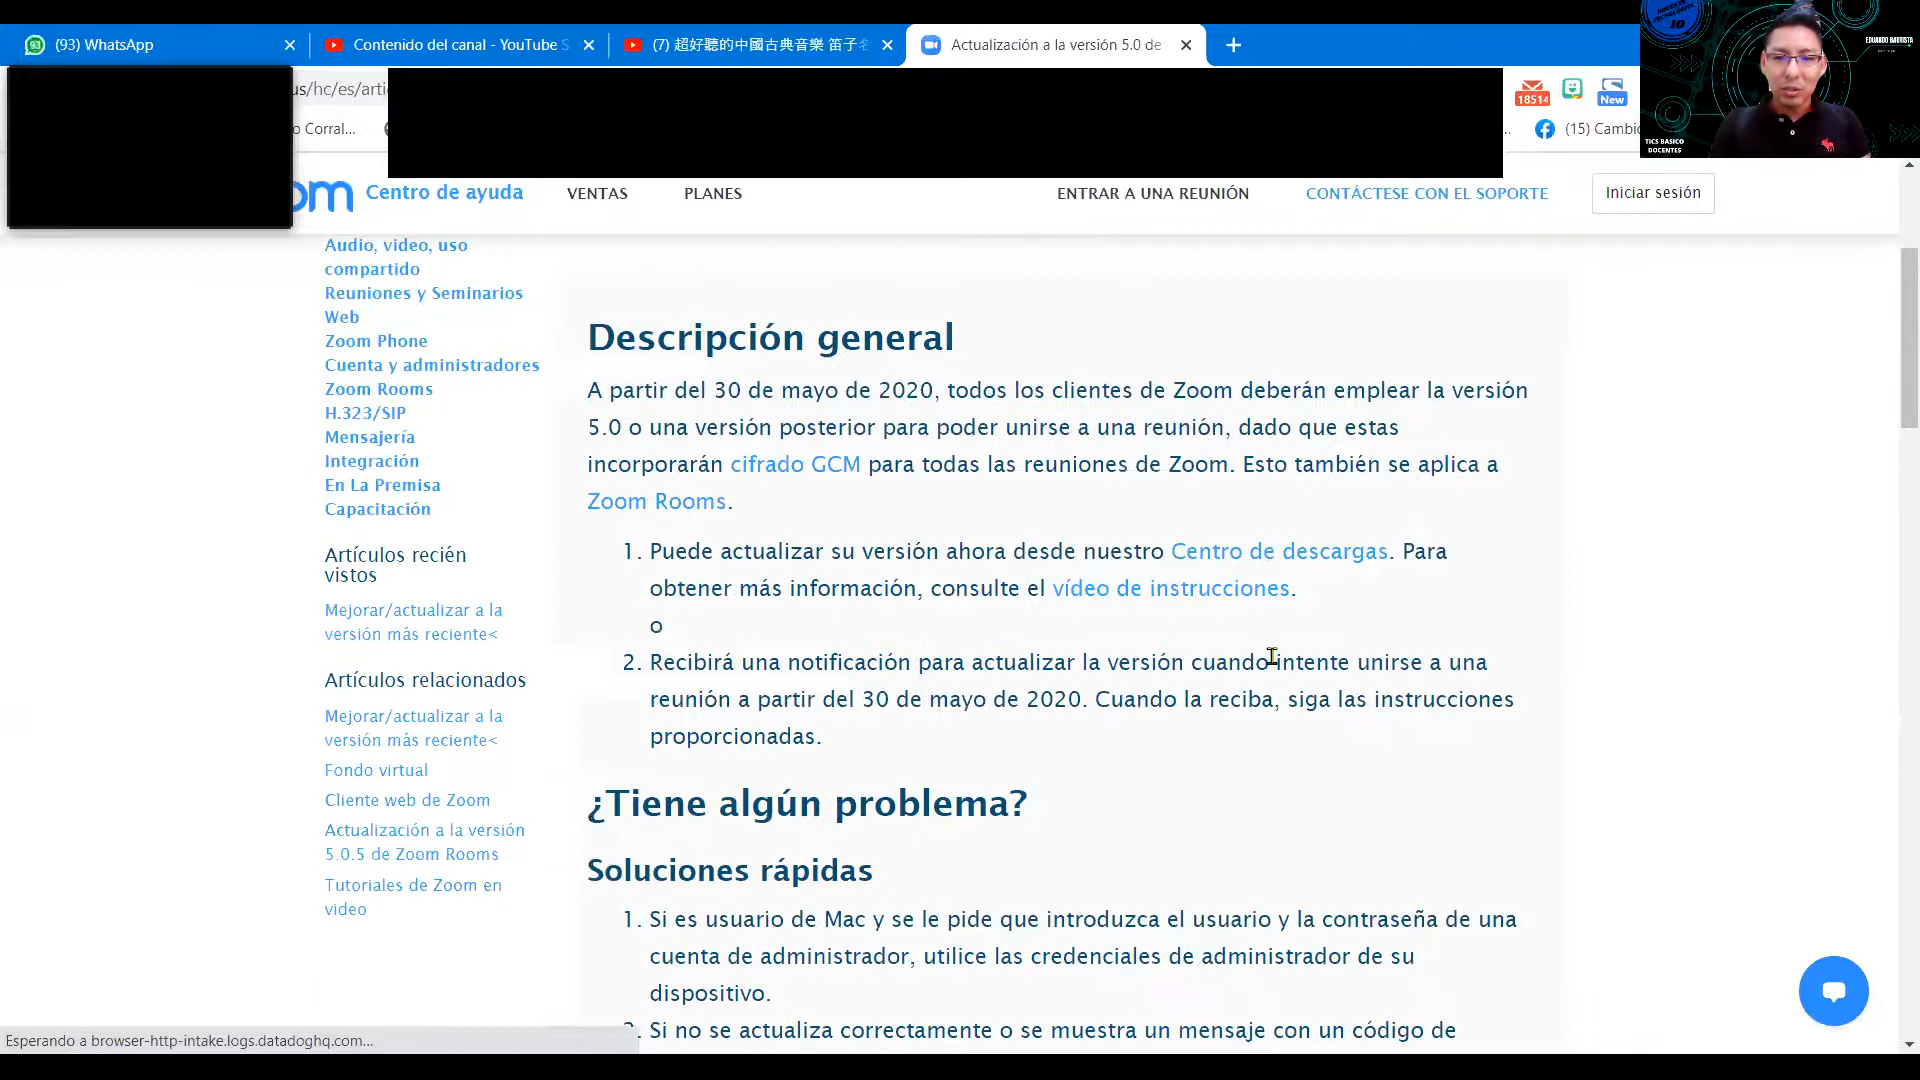 (93) WhatsApp
Contenido del canal - YouTube S
(7) 超好聽的中國古典音樂 笛子名
Actualización a la versión 5.0 de
us/hc/es/arti
18514
New
o Corral...
(15) Cambio
DOCENTE
TECNOLOGIC
10
EDUARDO BAUTISTA
TICS BASICO
DOCENTES
zoom
Centro de ayuda
VENTAS
PLANES
ENTRAR A UNA REUNIÓN
CONTÁCTESE CON EL SOPORTE
Iniciar sesión
Audio, video, uso
compartido
Reuniones y Seminarios
Web
Zoom Phone
Cuenta y administradores
Zoom Rooms
H.323/SIP
Mensajería
Integración
En La Premisa
Capacitación
Artículos recién
vistos
Mejorar/actualizar a la
versión más reciente<
Artículos relacionados
Mejorar/actualizar a la
versión más reciente<
Fondo virtual
Cliente web de Zoom
Actualización a la versión
5.0.5 de Zoom Rooms
Tutoriales de Zoom en
video
Descripción general
A partir del 30 de mayo de 2020, todos los clientes de Zoom deberán emplear la versión
5.0 o una versión posterior para poder unirse a una reunión, dado que estas
incorporarán cifrado GCM para todas las reuniones de Zoom. Esto también se aplica a
Zoom Rooms.
1. Puede actualizar su versión ahora desde nuestro Centro de descargas. Para
obtener más información, consulte el vídeo de instrucciones.
o
2. Recibirá una notificación para actualizar la versión cuando intente unirse a una
reunión a partir del 30 de mayo de 2020. Cuando la reciba, siga las instrucciones
proporcionadas.
¿Tiene algún problema?
Soluciones rápidas
1. Si es usuario de Mac y se le pide que introduzca el usuario y la contraseña de una
cuenta de administrador, utilice las credenciales de administrador de su
dispositivo.
2. Si no se actualiza correctamente o se muestra un mensaje con un código de
Esperando a browser-http-intake.logs.datadoghq.com...